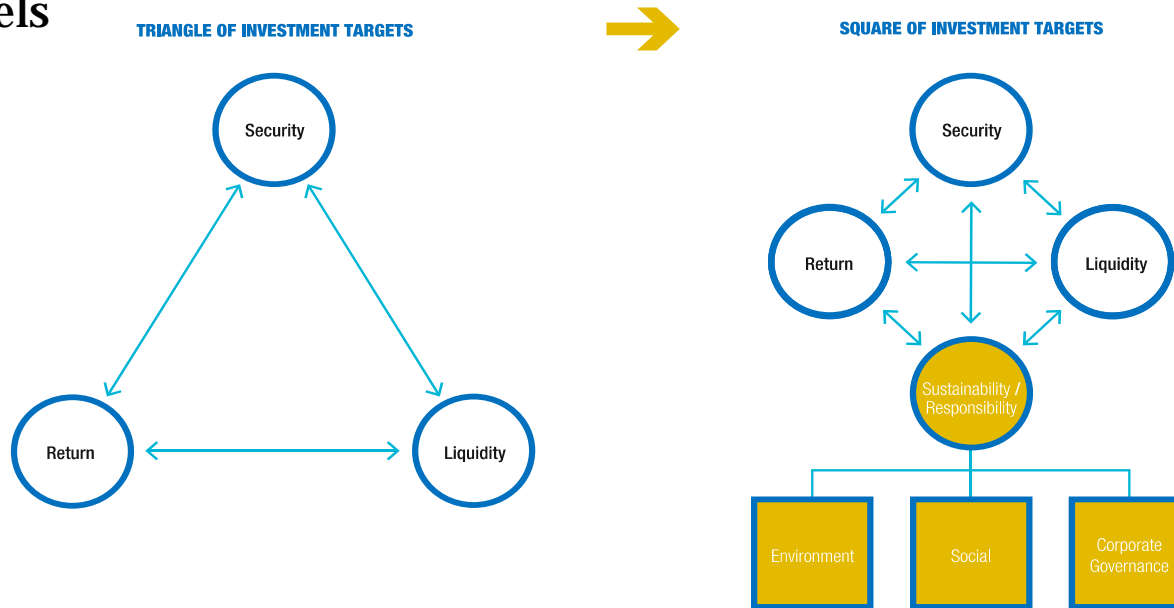 els
TRIANGLE OF INVESTMENT TARGETS
SQUARE OF INVESTMENT TARGETS
Security
Return
Liquidity
Security
Return
Liquidity
Sustainability /
Responsibility
Environment
Social
Corporate
Governance